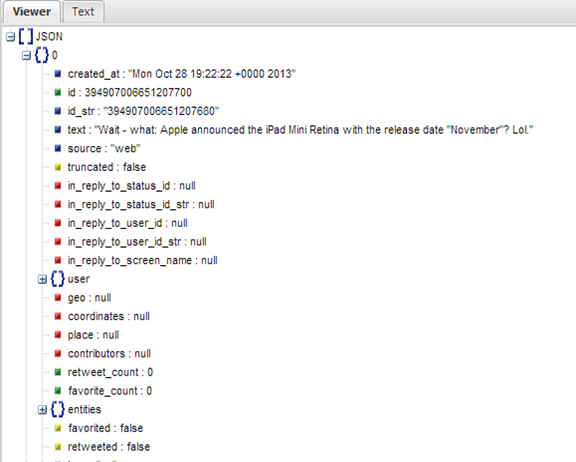 Viewer Text
[ ] JSON
{ } 0
created_at : "Mon Oct 28 19:22:22 +0000 2013"
id : 394907006651207700
id_str : "394907006651207680"
text : "Wait - what: Apple announced the iPad Mini Retina with the release date "November"? Lol."
source : "web"
truncated : false
in_reply_to_status_id : null
in_reply_to_status_id_str : null
in_reply_to_user_id : null
in_reply_to_user_id_str : null
in_reply_to_screen_name : null
{ } user
geo : null
coordinates : null
place : null
contributors : null
retweet_count : 0
favorite_count : 0
{ } entities
favorited : false
retweeted : false